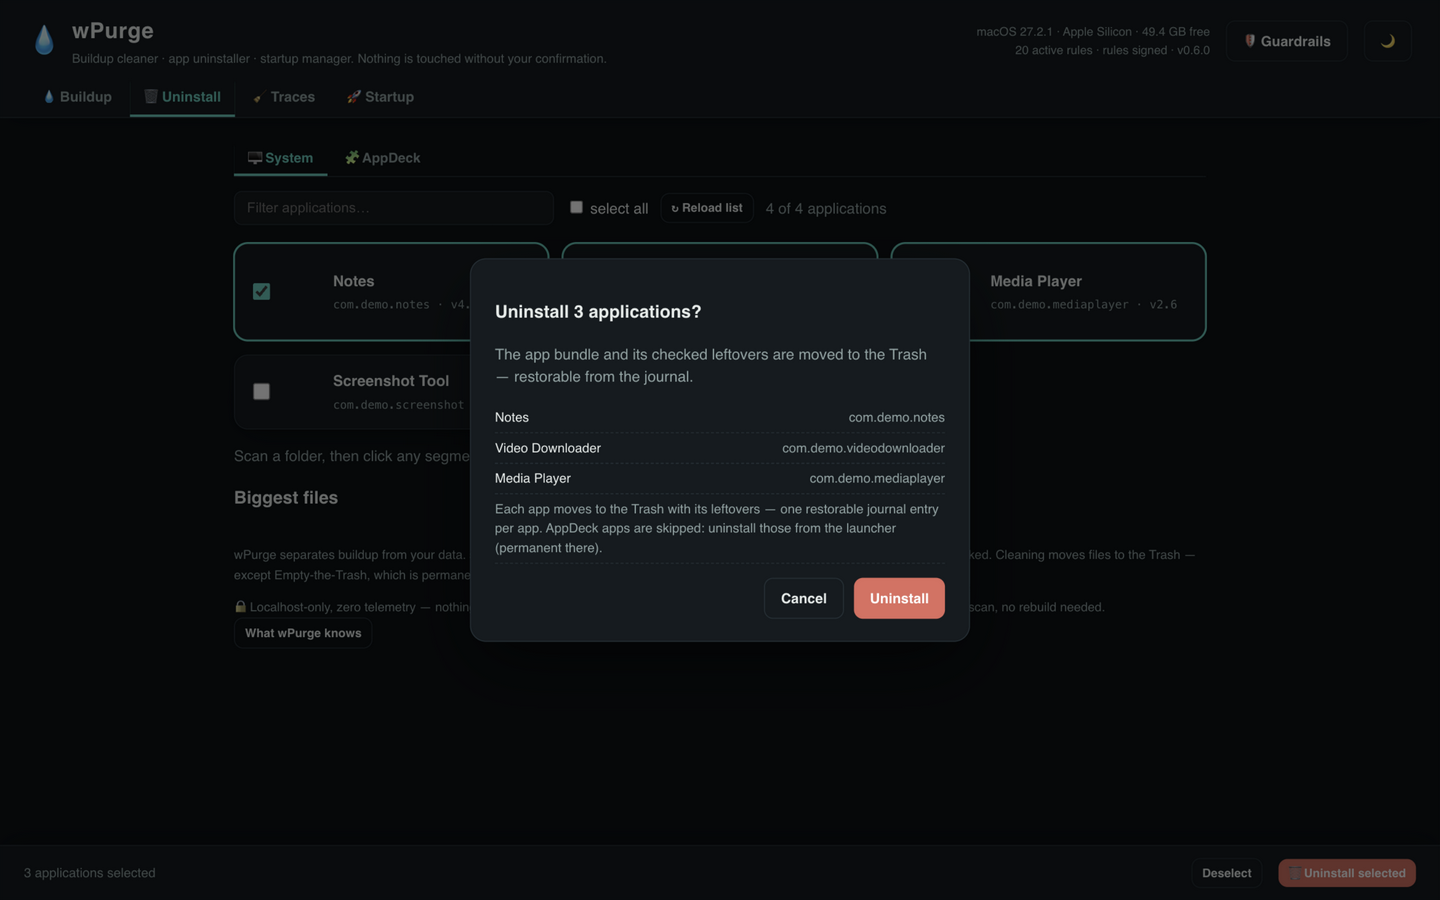 wPurge
Buildup cleaner · app uninstaller · startup manager. Nothing is touched without your confirmation.
macOS 27.2.1 · Apple Silicon · 49.4 GB free
20 active rules · rules signed · v0.6.0
Guardrails
Buildup
Uninstall
Traces
Startup
System
AppDeck
Filter applications…
select all
↻ Reload list
4 of 4 applications
Notes
com.demo.notes · v4.
Media Player
com.demo.mediaplayer · v2.6
Screenshot Tool
com.demo.screenshot
Scan a folder, then click any segme
Biggest files
wPurge separates buildup from your data.
ked. Cleaning moves files to the Trash —
except Empty-the-Trash, which is permane
Localhost-only, zero telemetry — nothin
scan, no rebuild needed.
What wPurge knows
Uninstall 3 applications?
The app bundle and its checked leftovers are moved to the Trash
— restorable from the journal.
Notes com.demo.notes
Video Downloader com.demo.videodownloader
Media Player com.demo.mediaplayer
Each app moves to the Trash with its leftovers — one restorable journal entry
per app. AppDeck apps are skipped: uninstall those from the launcher
(permanent there).
Cancel
Uninstall
3 applications selected
Deselect
Uninstall selected